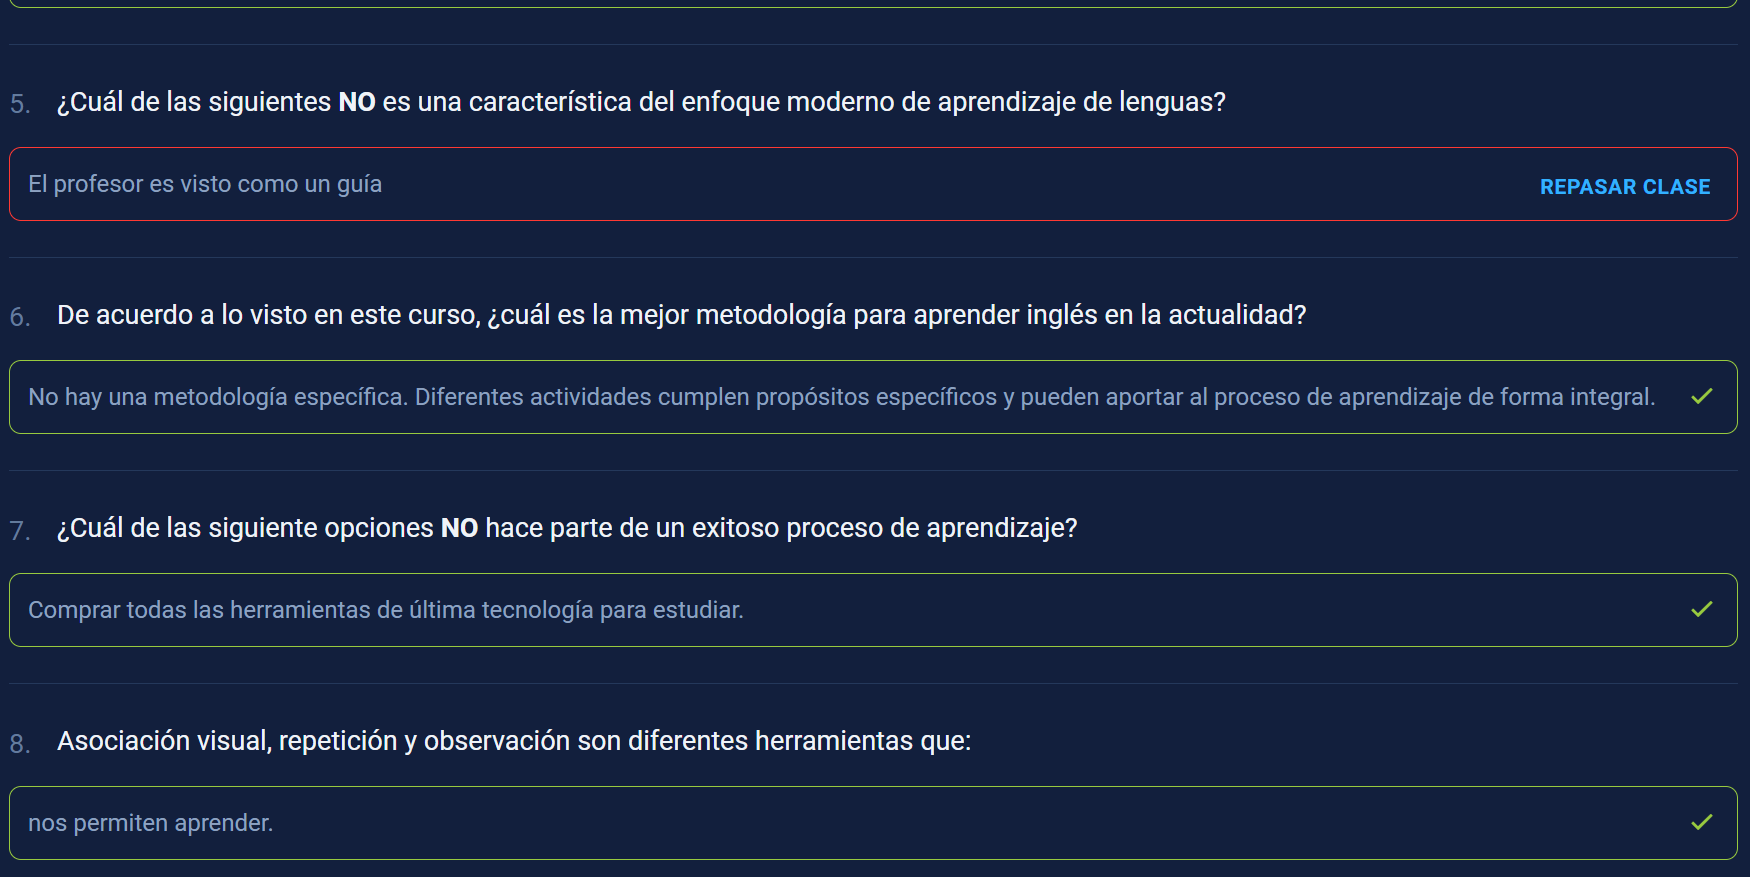 5. ¿Cuál de las siguientes NO es una característica del enfoque moderno de aprendizaje de lenguas?
El profesor es visto como un guía
REPASAR CLASE
6. De acuerdo a lo visto en este curso, ¿cuál es la mejor metodología para aprender inglés en la actualidad?
No hay una metodología específica. Diferentes actividades cumplen propósitos específicos y pueden aportar al proceso de aprendizaje de forma integral.
7. ¿Cuál de las siguiente opciones NO hace parte de un exitoso proceso de aprendizaje?
Comprar todas las herramientas de última tecnología para estudiar.
8. Asociación visual, repetición y observación son diferentes herramientas que:
nos permiten aprender.